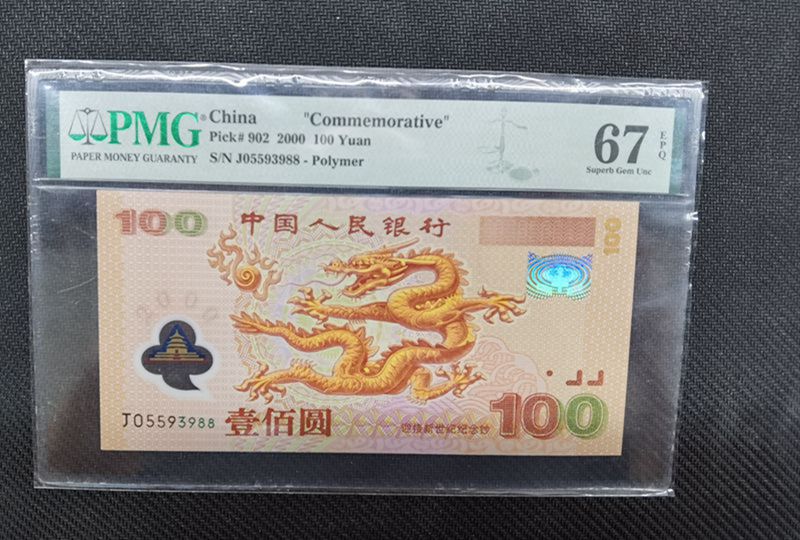 PMG® China "Commemorative"
Pick# 902 2000 100 Yuan
PAPER MONEY GUARANTY
S/N J05593988 - Polymer
67 EPQ
Superb Gem Unc
100 中国人民银行
100
2000
J05593988 壹佰圆
迎接新世纪纪念钞
100